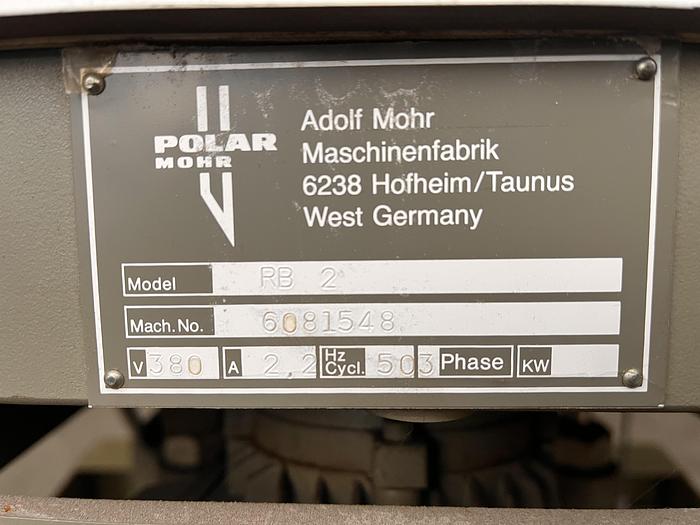 POLAR
MOHR
Adolf Mohr
Maschinenfabrik
6238 Hofheim/Taunus
West Germany
Model RB 2
Mach.No. 6081548
V 380 A 2,2 Hz Cycl. 50 3 Phase KW